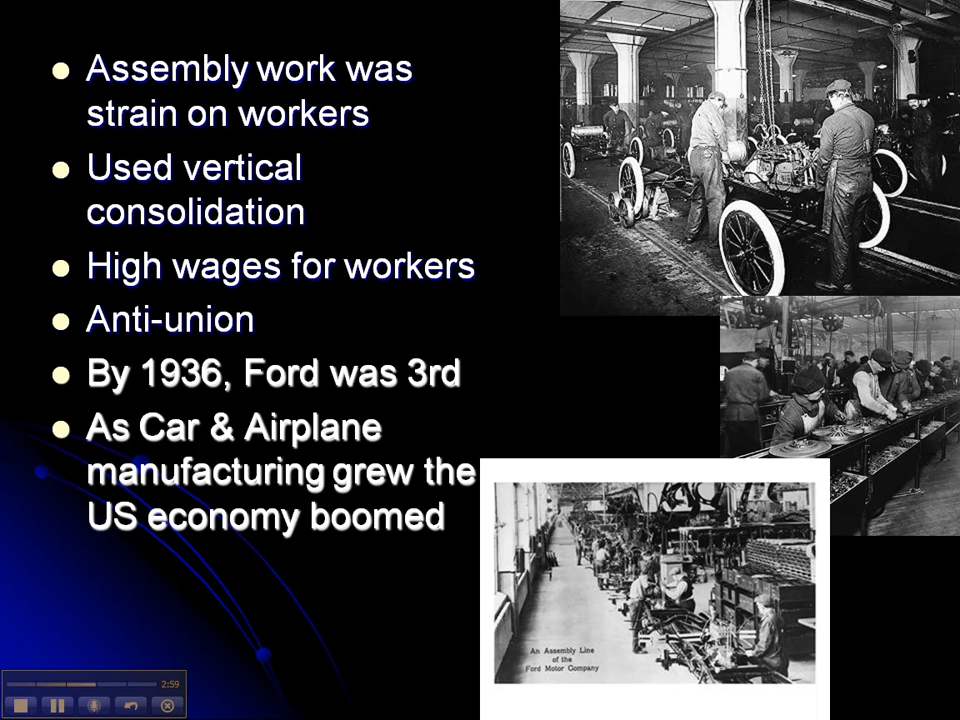 Assembly work was
strain on workers
Used vertical
consolidation
High wages for workers
Anti-union
By 1936, Ford was 3rd
As Car & Airplane
manufacturing grew the
US economy boomed
An Assembly Line
of the
Ford Motor Company
2:59